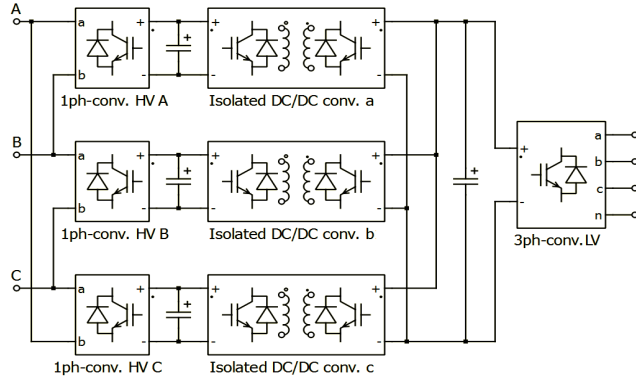 A
a + + +
b - - -
1ph-conv. HV A Isolated DC/DC conv. a
B
a + + +
b - - -
1ph-conv. HV B Isolated DC/DC conv. b
+
+ a
b
c
- n
3ph-conv. LV
C
a + + +
b - - -
1ph-conv. HV C Isolated DC/DC conv. c